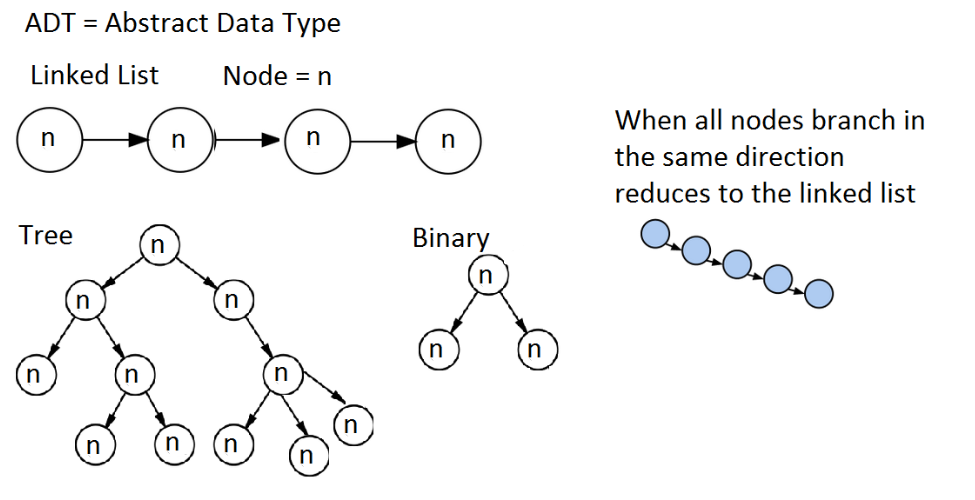 ADT = Abstract Data Type
Linked List Node = n
n n n n
When all nodes branch in
the same direction
reduces to the linked list
Tree
n
n n
n n n
n n n n n
Binary
n
n n